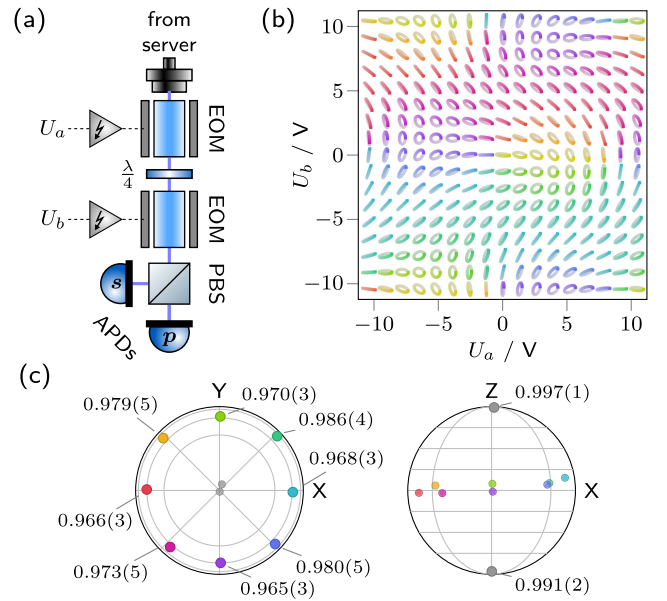 (a)
from
server
U_a
EOM
λ/4
U_b
EOM
s
PBS
p
APDs
(b)
U_b / V
10
5
0
−5
−10
−10
−5
0
5
10
U_a / V
(c)
Y
X
0.979(5)
0.970(3)
0.986(4)
0.968(3)
0.966(3)
0.973(5)
0.965(3)
0.980(5)
Z
X
0.997(1)
0.991(2)